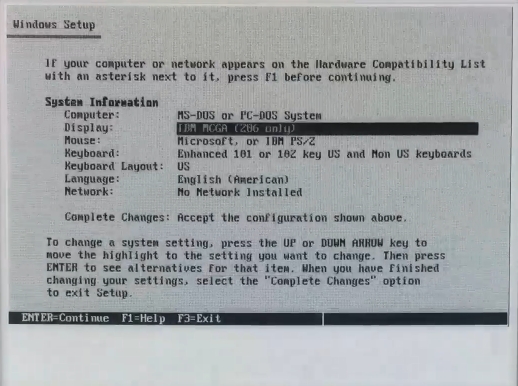 Windows Setup
If your computer or network appears on the Hardware Compatibility List
with an asterisk next to it, press F1 before continuing.
System Information
Computer: MS-DOS or PC-DOS System
Display: IBM MCGA (286 only)
Mouse: Microsoft, or IBM PS/2
Keyboard: Enhanced 101 or 102 key US and Non US keyboards
Keyboard Layout: US
Language: English (American)
Network: No Network Installed
Complete Changes: Accept the configuration shown above.
To change a system setting, press the UP or DOWN ARROW key to
move the highlight to the setting you want to change. Then press
ENTER to see alternatives for that item. When you have finished
changing your settings, select the "Complete Changes" option
to exit Setup.
ENTER=Continue F1=Help F3=Exit